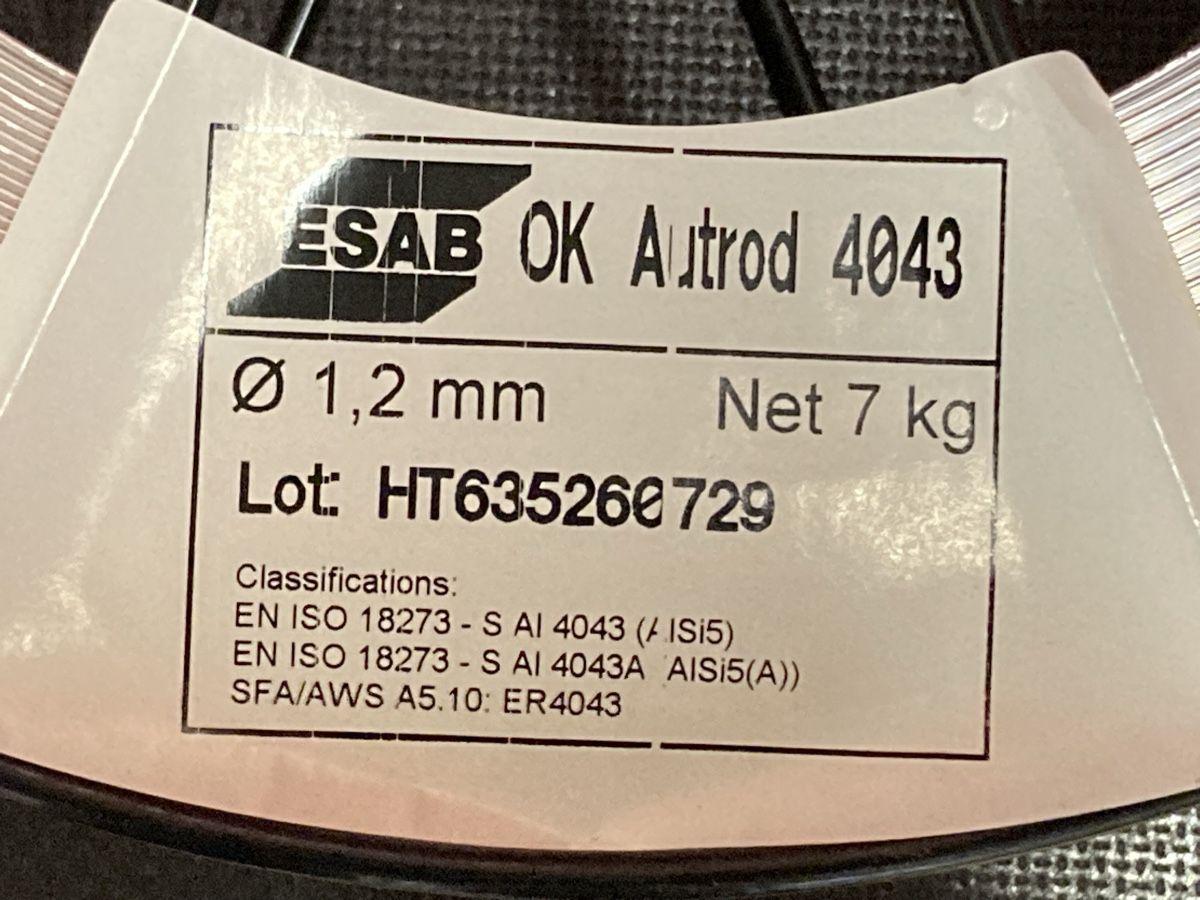 ESAB OK Autrod 4043
Ø 1,2 mm Net 7 kg
Lot: HT635260729
Classifications:
EN ISO 18273 - S Al 4043 (AlSi5)
EN ISO 18273 - S Al 4043A (AlSi5(A))
SFA/AWS A5.10: ER4043